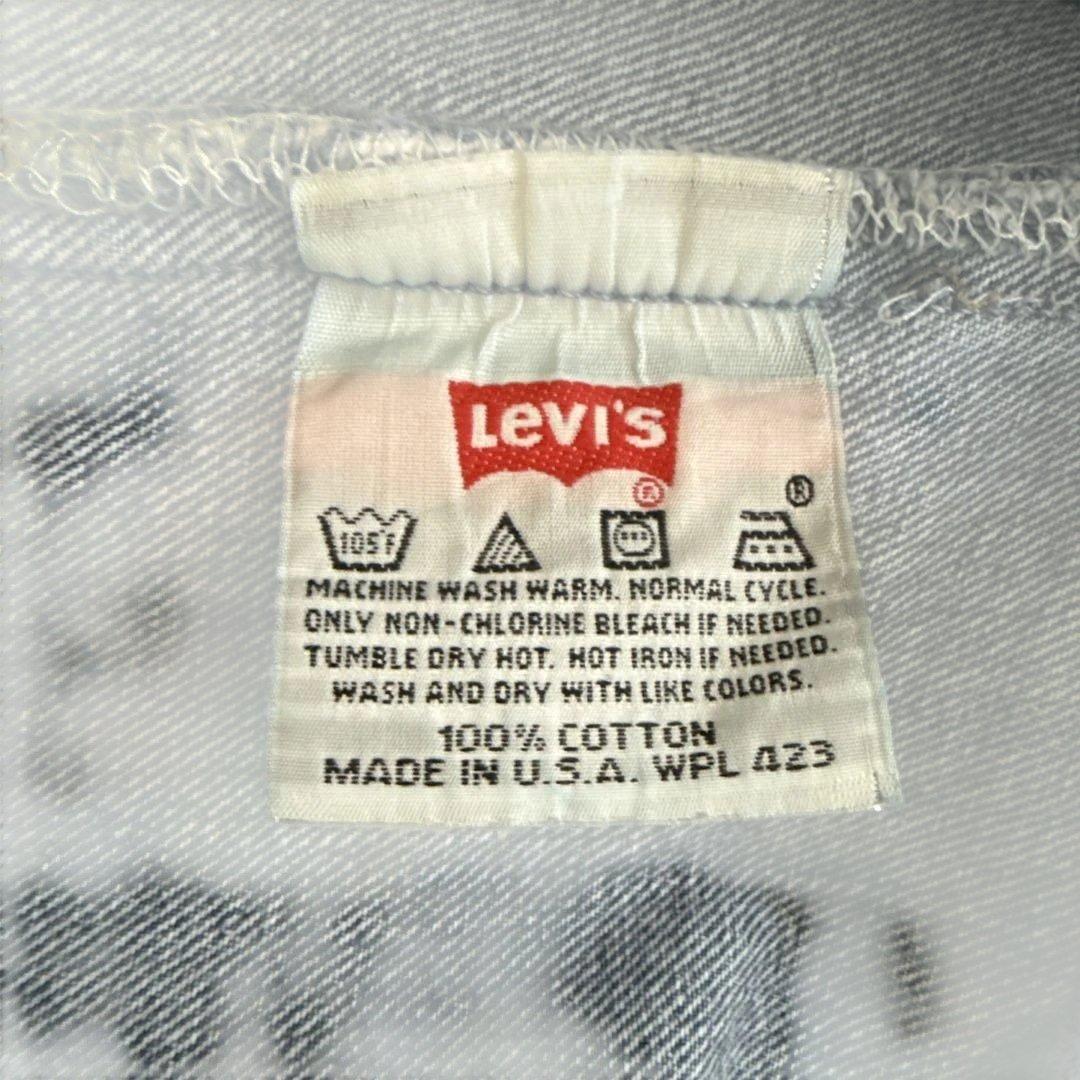 Levi's
®
®
105F
MACHINE WASH WARM. NORMAL CYCLE.
ONLY NON-CHLORINE BLEACH IF NEEDED.
TUMBLE DRY HOT. HOT IRON IF NEEDED.
WASH AND DRY WITH LIKE COLORS.
100% COTTON
MADE IN U.S.A. WPL 423